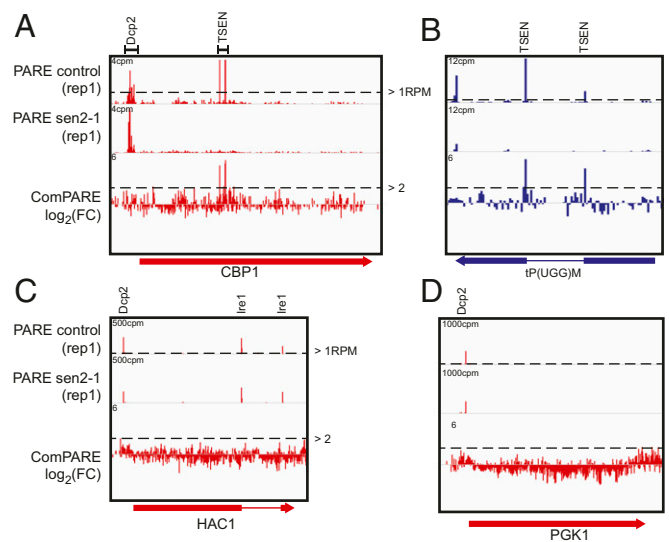 A
Dcp2
TSEN
PARE control
(rep1)
4cpm
> 1RPM
PARE sen2-1
(rep1)
4cpm
ComPARE
log₂(FC)
6
> 2
CBP1
B
TSEN
TSEN
12cpm
12cpm
6
tP(UGG)M
C
Dcp2
Ire1
Ire1
PARE control
(rep1)
500cpm
> 1RPM
PARE sen2-1
(rep1)
500cpm
6
> 2
ComPARE
log₂(FC)
HAC1
D
Dcp2
1000cpm
1000cpm
6
PGK1